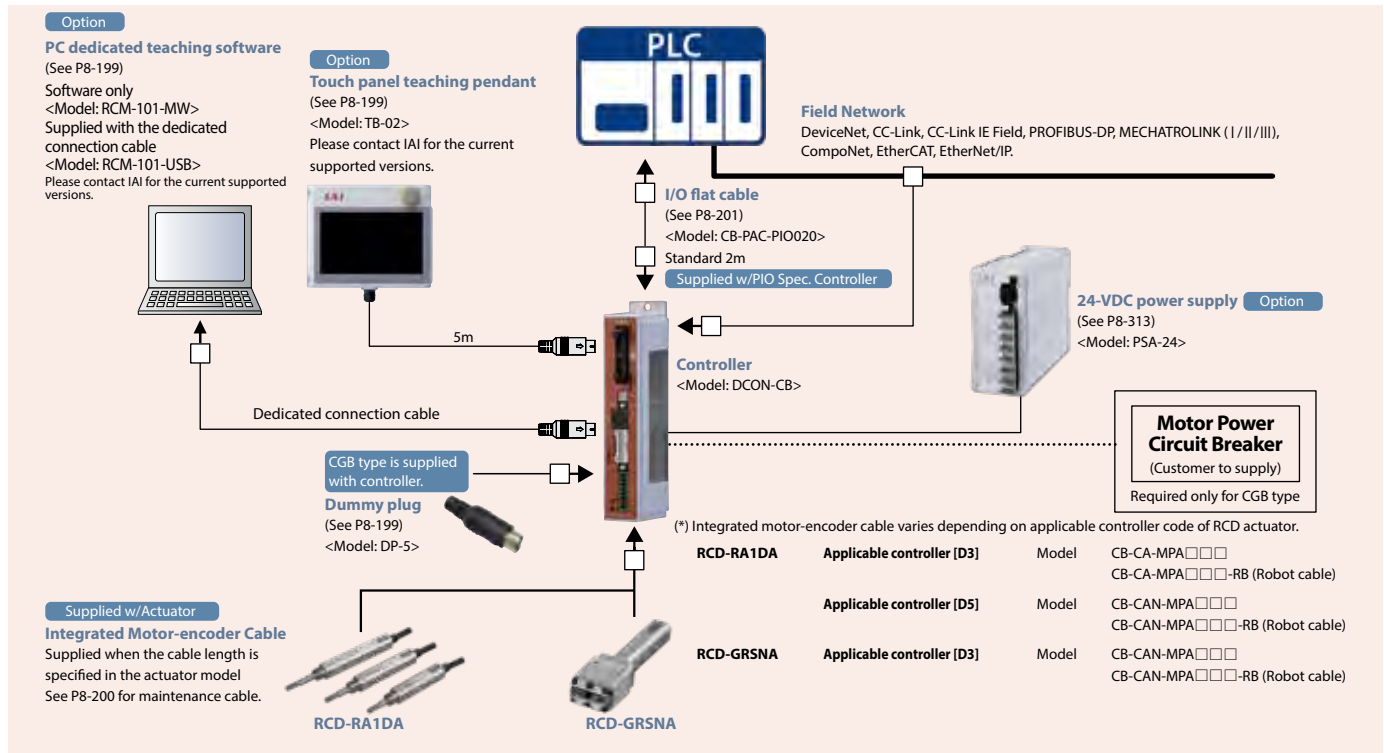 Option
PC dedicated teaching software
(See P8-199)
Software only
<Model: RCM-101-MW>
Supplied with the dedicated
connection cable
<Model: RCM-101-USB>
Please contact IAI for the current supported
versions.
Option
Touch panel teaching pendant
(See P8-199)
<Model: TB-02>
Please contact IAI for the current
supported versions.
IAI
PLC
Field Network
DeviceNet, CC-Link, CC-Link IE Field, PROFIBUS-DP, MECHATROLINK ( I / II / III),
CompoNet, EtherCAT, EtherNet/IP.
I/O flat cable
(See P8-201)
<Model: CB-PAC-PIO020>
Standard 2m
Supplied w/PIO Spec. Controller
24-VDC power supply Option
(See P8-313)
<Model: PSA-24>
5m
Controller
<Model: DCON-CB>
Dedicated connection cable
Motor Power
Circuit Breaker
(Customer to supply)
Required only for CGB type
CGB type is supplied
with controller.
Dummy plug
(See P8-199)
<Model: DP-5>
(*) Integrated motor-encoder cable varies depending on applicable controller code of RCD actuator.
RCD-RA1DA Applicable controller [D3] Model CB-CA-MPA□□□
CB-CA-MPA□□□-RB (Robot cable)
Applicable controller [D5] Model CB-CAN-MPA□□□
CB-CAN-MPA□□□-RB (Robot cable)
RCD-GRSNA Applicable controller [D3] Model CB-CAN-MPA□□□
CB-CAN-MPA□□□-RB (Robot cable)
Supplied w/Actuator
Integrated Motor-encoder Cable
Supplied when the cable length is
specified in the actuator model
See P8-200 for maintenance cable.
RCD-RA1DA
RCD-GRSNA